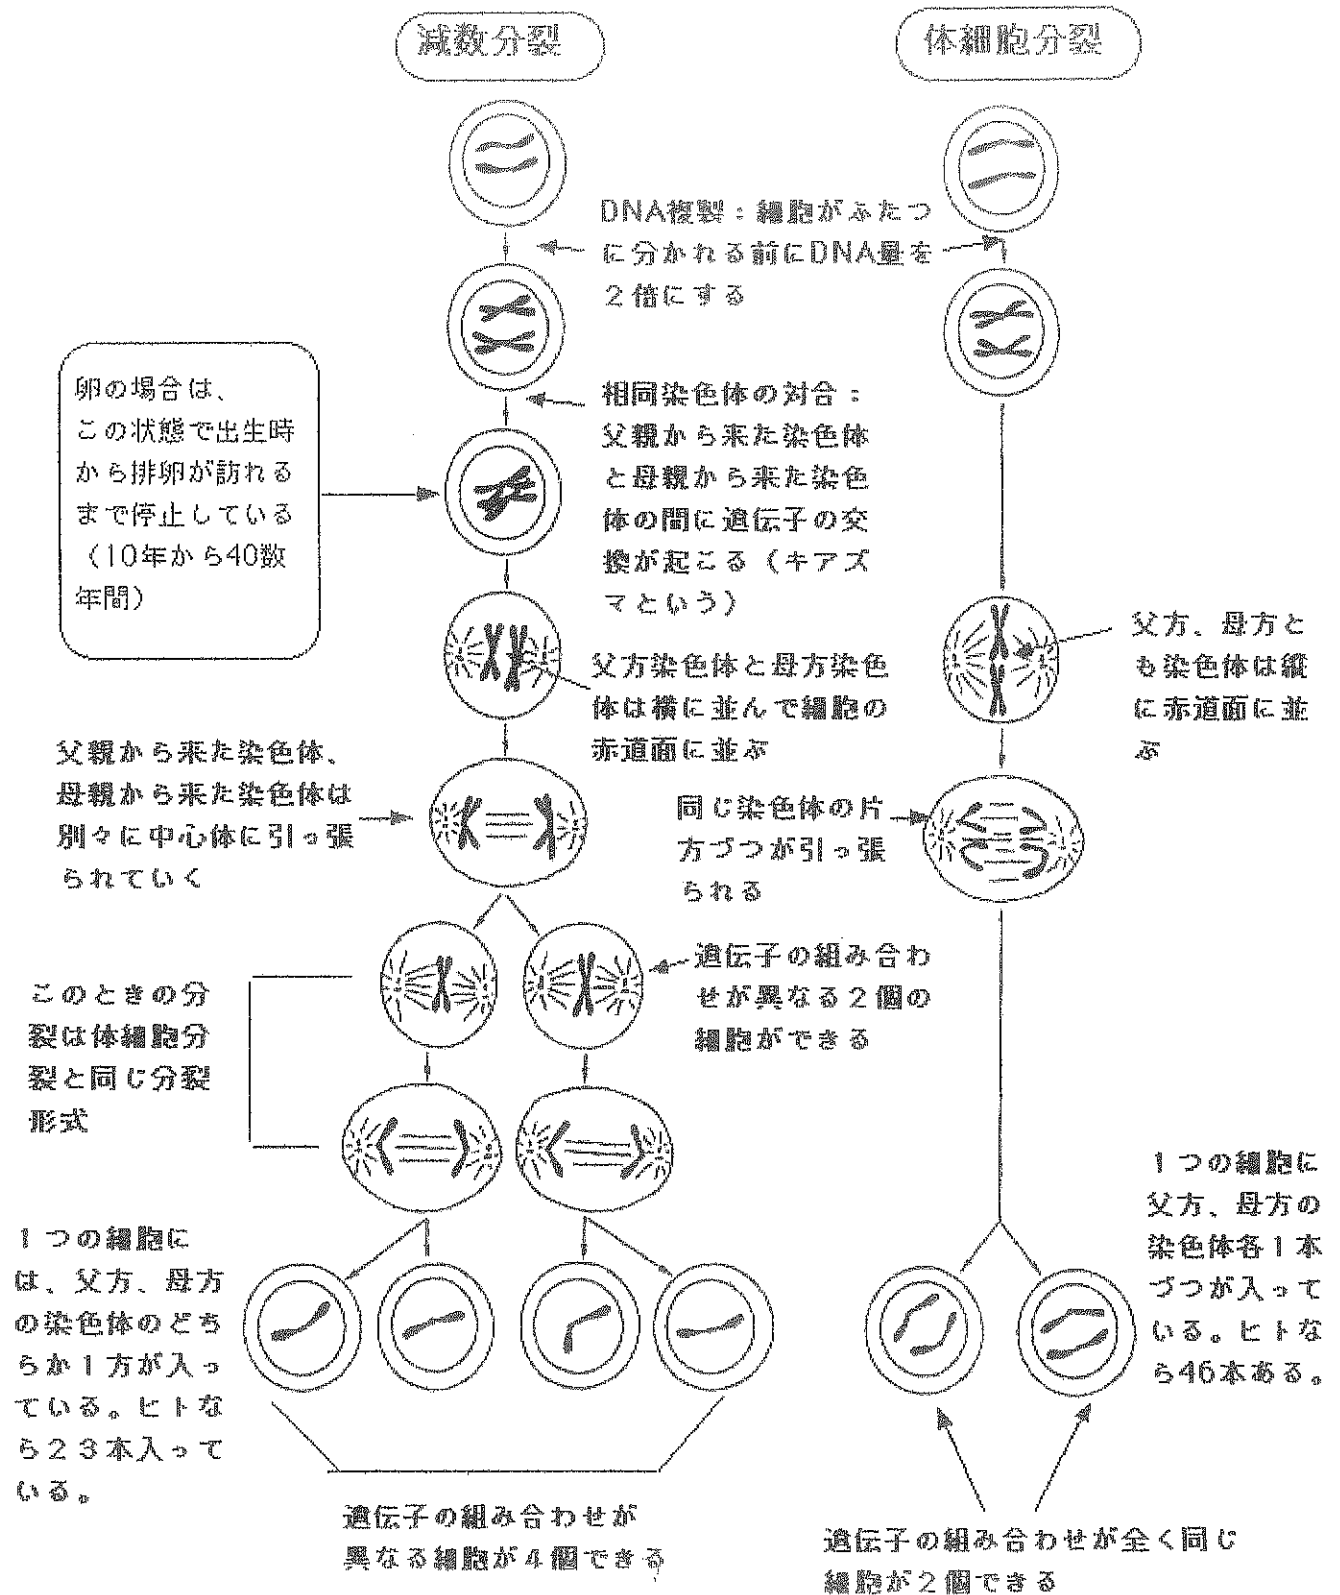 減数分裂
体細胞分裂
DNA複製：細胞がふたつ
に分かれる前にDNA量を
２倍にする
卵の場合は、
この状態で出生時
から排卵が訪れる
まで停止している
（10年から40数
年間）
相同染色体の対合：
父親から来た染色体
と母親から来た染色
体の間に遺伝子の交
換が起こる（キアズ
マという）
父方染色体と母方染色
体は横に並んで細胞の
赤道面に並ぶ
父方、母方と
も染色体は縦
に赤道面に並
ぶ
父親から来た染色体、
母親から来た染色体は
別々に中心体に引っ張
られていく
同じ染色体の片
方づつが引っ張
られる
遺伝子の組み合わ
せが異なる２個の
細胞ができる
このときの分
裂は体細胞分
裂と同じ分裂
形式
１つの細胞に
は、父方、母方
の染色体のどち
らか１方が入っ
ている。ヒトな
ら２３本入って
いる。
１つの細胞に
父方、母方の
染色体各１本
づつが入って
いる。ヒトな
ら46本ある。
遺伝子の組み合わせが
異なる細胞が４個できる
遺伝子の組み合わせが全く同じ
細胞が２個できる